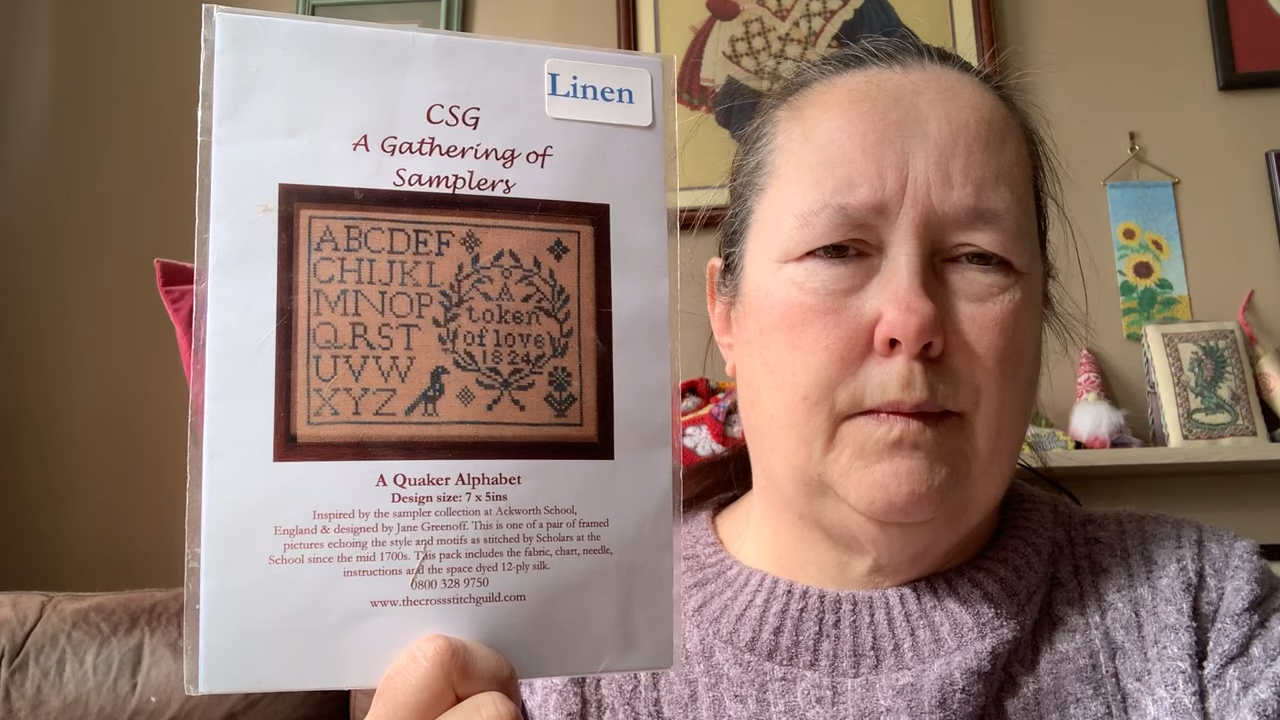 Linen
CSG
A Gathering of
Samplers
ABCDEF
CHIJKL
MNOP
QRST
UVW
XYZ
A
token
of love
1824
A Quaker Alphabet
Design size: 7 x 5ins
Inspired by the sampler collection at Ackworth School,
England & designed by Jane Greenoff. This is one of a pair of framed
pictures echoing the style and motifs as stitched by Scholars at the
School since the mid 1700s. This pack includes the fabric, chart, needle,
instructions and the space dyed 12-ply silk.
0800 328 9750
www.thecrossstitchguild.com